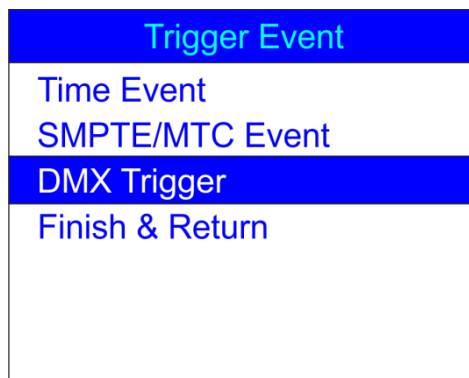 Trigger Event
Time Event
SMPTE/MTC Event
DMX Trigger
Finish & Return